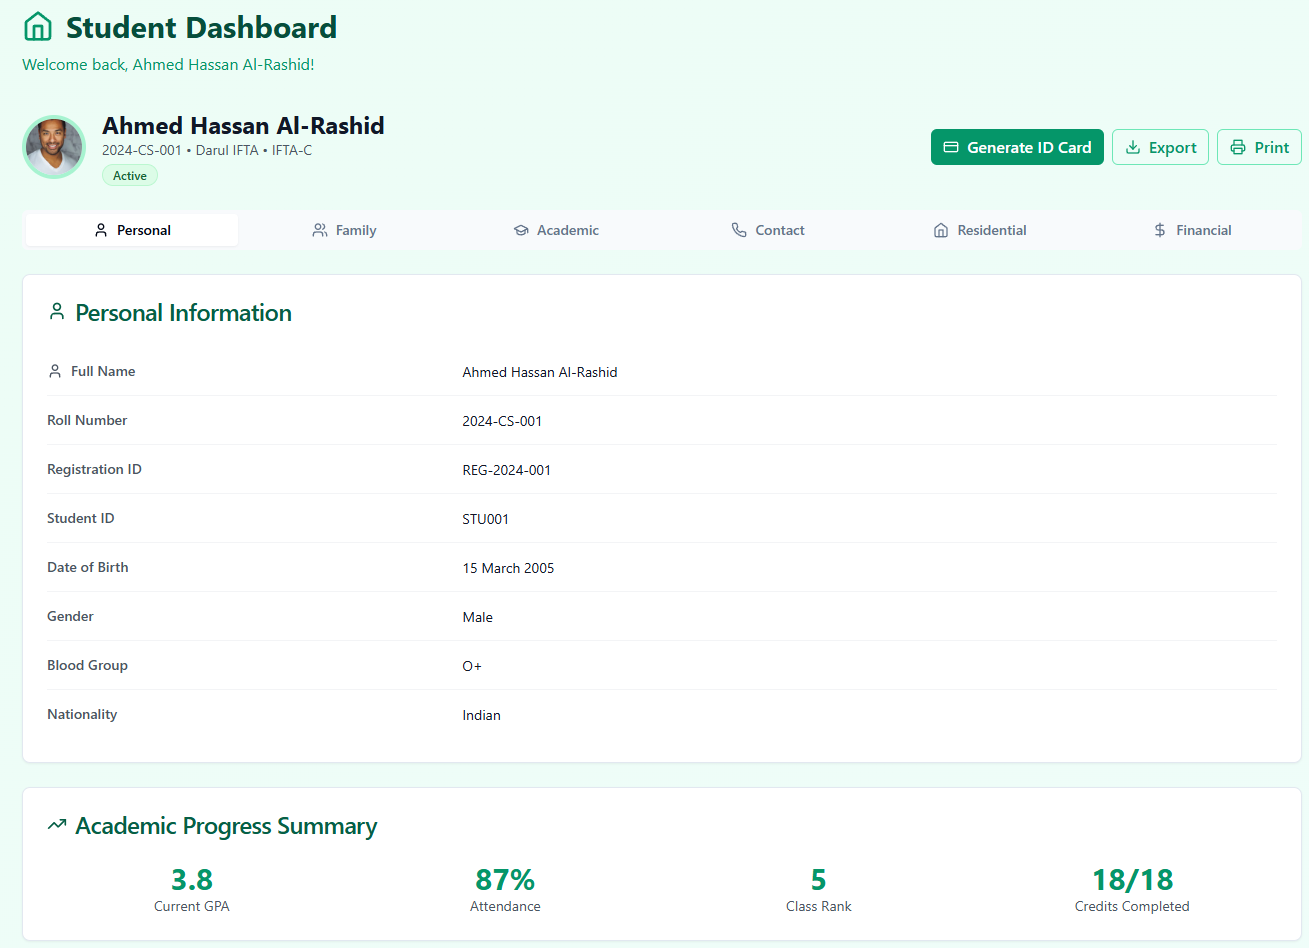 Student Dashboard
Welcome back, Ahmed Hassan Al-Rashid!
Ahmed Hassan Al-Rashid
2024-CS-001 • Darul IFTA • IFTA-C
Active
Generate ID Card
Export
Print
Personal
Family
Academic
Contact
Residential
Financial
Personal Information
Full Name
Ahmed Hassan Al-Rashid
Roll Number
2024-CS-001
Registration ID
REG-2024-001
Student ID
STU001
Date of Birth
15 March 2005
Gender
Male
Blood Group
O+
Nationality
Indian
Academic Progress Summary
3.8
Current GPA
87%
Attendance
5
Class Rank
18/18
Credits Completed